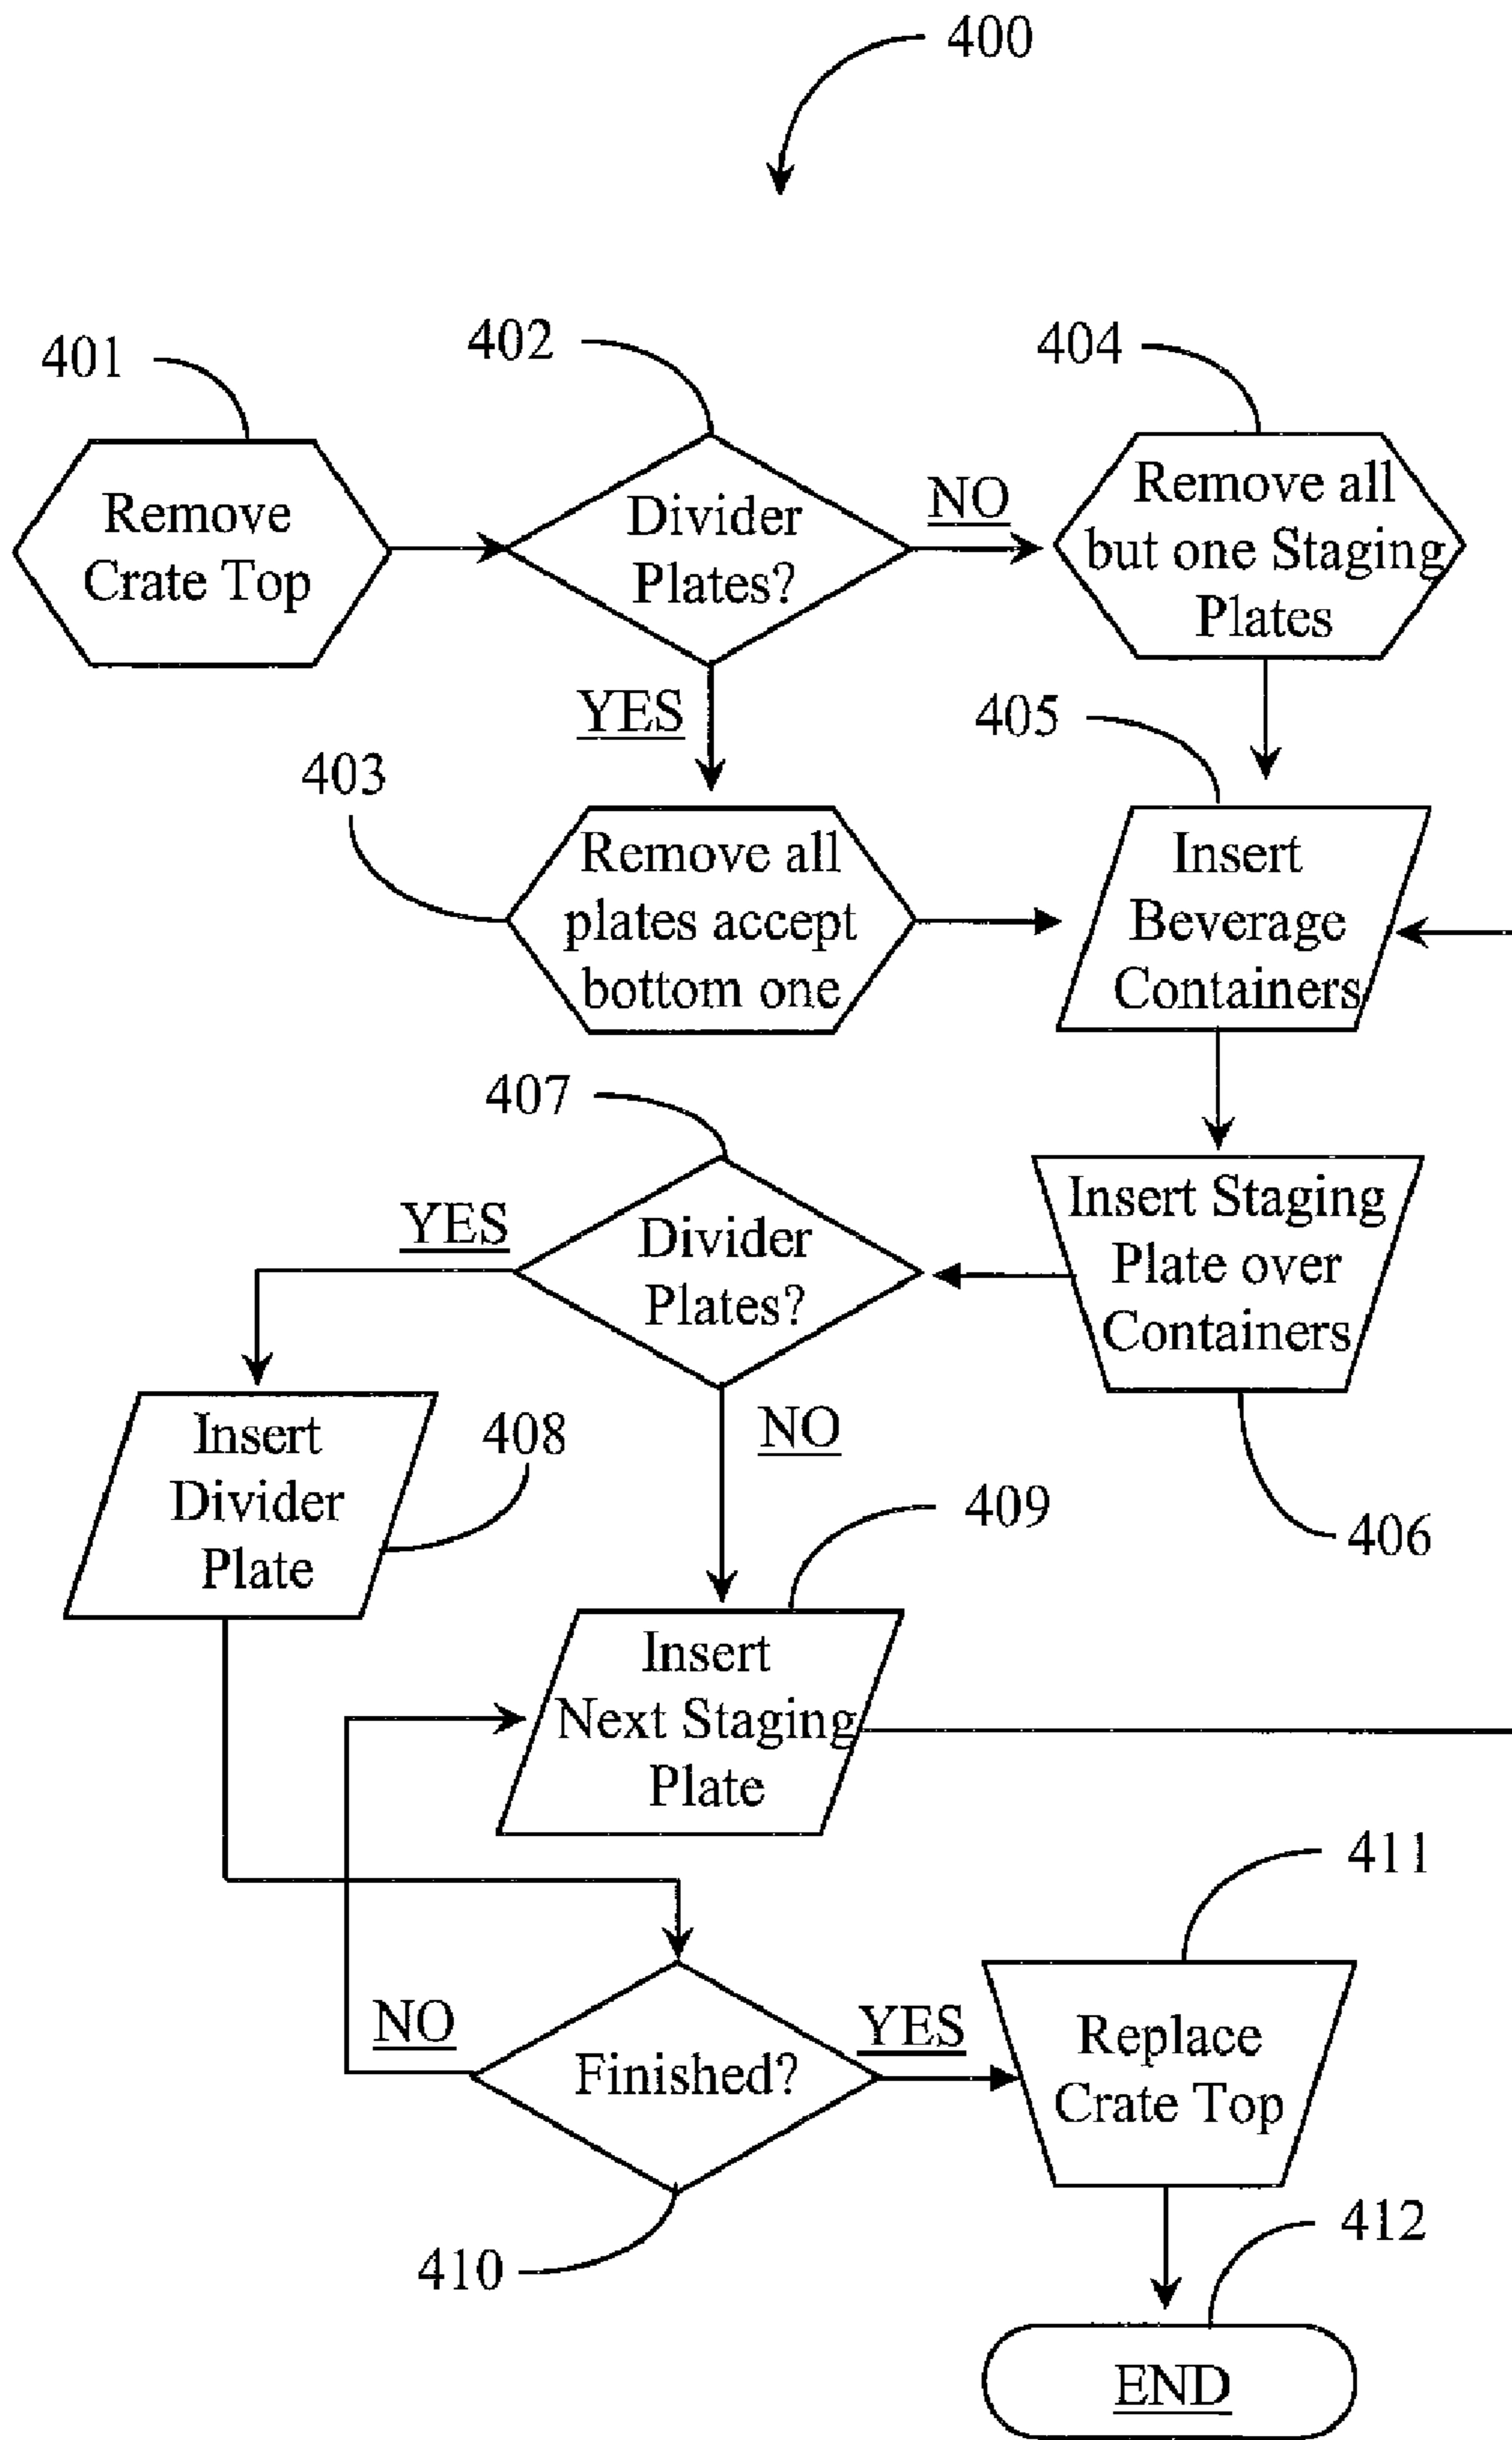 400
401
402
404
Remove
Crate Top
Divider
Plates?
NO
Remove all
but one Staging
Plates
YES
403
405
Remove all
plates accept
bottom one
Insert
Beverage
Containers
407
YES
Divider
Plates?
Insert Staging
Plate over
Containers
NO
406
Insert
Divider
Plate
408
409
Insert
Next Staging
Plate
411
NO
Finished?
YES
Replace
Crate Top
410
412
END